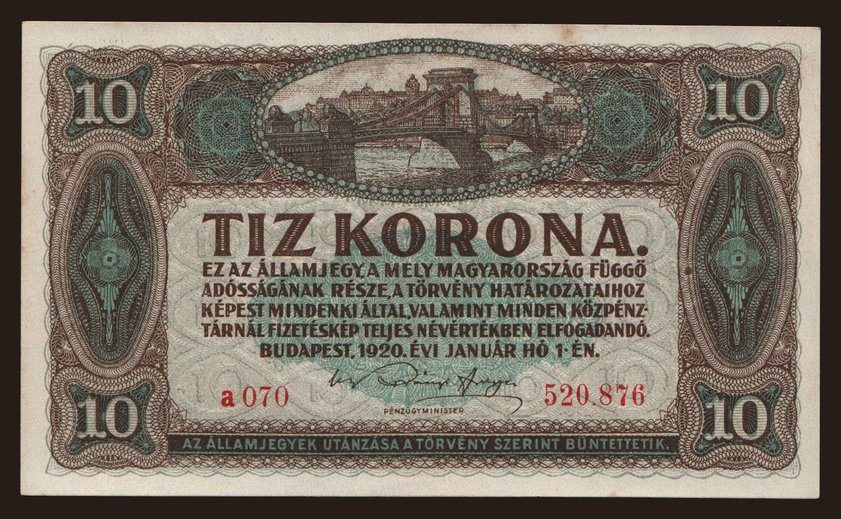 10 10
TIZ KORONA.
EZ AZ ÁLLAMJEGY, A MELY MAGYARORSZÁG FÜGGŐ
ADÓSSÁGÁNAK RÉSZE, A TÖRVÉNY HATÁROZATAIHOZ
KÉPEST MINDENKI ÁLTAL, VALAMINT MINDEN KÖZPÉNZ-
TÁRNÁL FIZETÉSKÉP TELJES NÉVÉRTÉKBEN ELFOGADANDÓ.
BUDAPEST, 1920. ÉVI JANUÁR HÓ 1-ÉN.
a 070 520.876
PÉNZÜGYMINISTER
10 10
AZ ÁLLAMJEGYEK UTÁNZÁSA A TÖRVÉNY SZERINT BÜNTETTETIK.